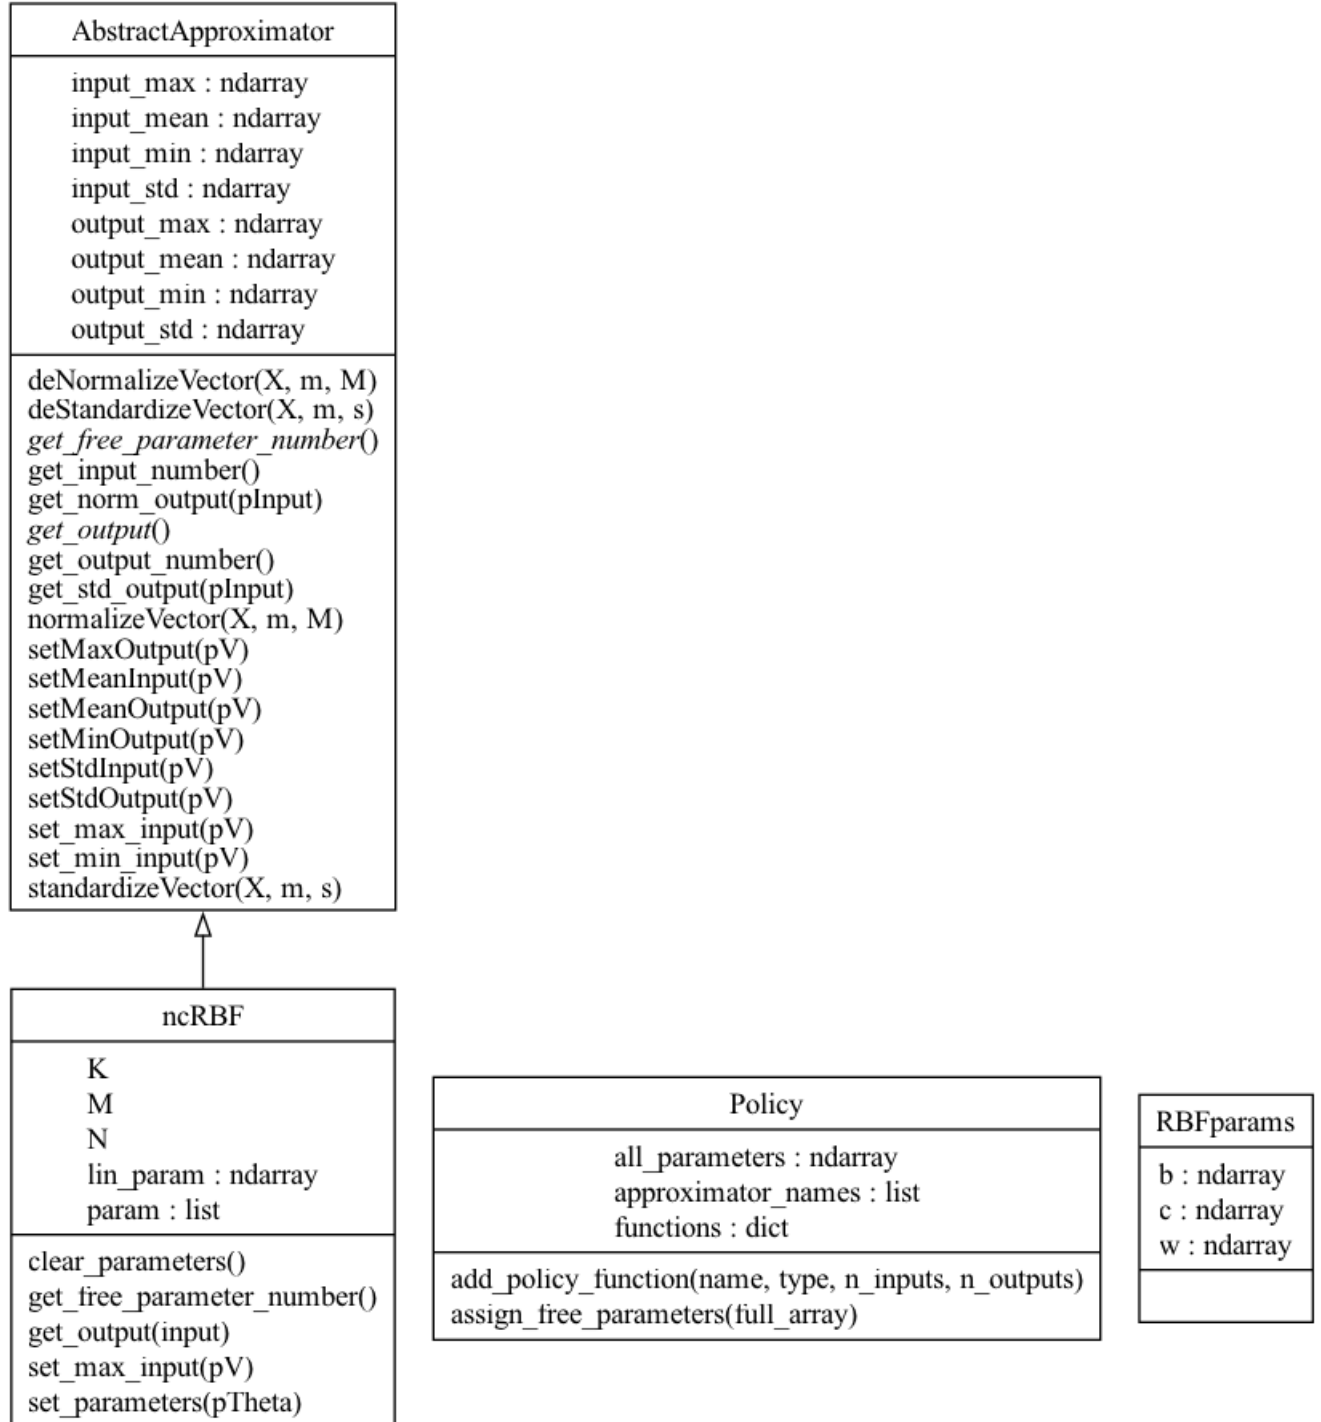 AbstractApproximator
input_max : ndarray
input_mean : ndarray
input_min : ndarray
input_std : ndarray
output_max : ndarray
output_mean : ndarray
output_min : ndarray
output_std : ndarray
deNormalizeVector(X, m, M)
deStandardizeVector(X, m, s)
get_free_parameter_number()
get_input_number()
get_norm_output(pInput)
get_output()
get_output_number()
get_std_output(pInput)
normalizeVector(X, m, M)
setMaxOutput(pV)
setMeanInput(pV)
setMeanOutput(pV)
setMinOutput(pV)
setStdInput(pV)
setStdOutput(pV)
set_max_input(pV)
set_min_input(pV)
standardizeVector(X, m, s)
ncRBF
K
M
N
lin_param : ndarray
param : list
clear_parameters()
get_free_parameter_number()
get_output(input)
set_max_input(pV)
set_parameters(pTheta)
Policy
all_parameters : ndarray
approximator_names : list
functions : dict
add_policy_function(name, type, n_inputs, n_outputs)
assign_free_parameters(full_array)
RBFparams
b : ndarray
c : ndarray
w : ndarray